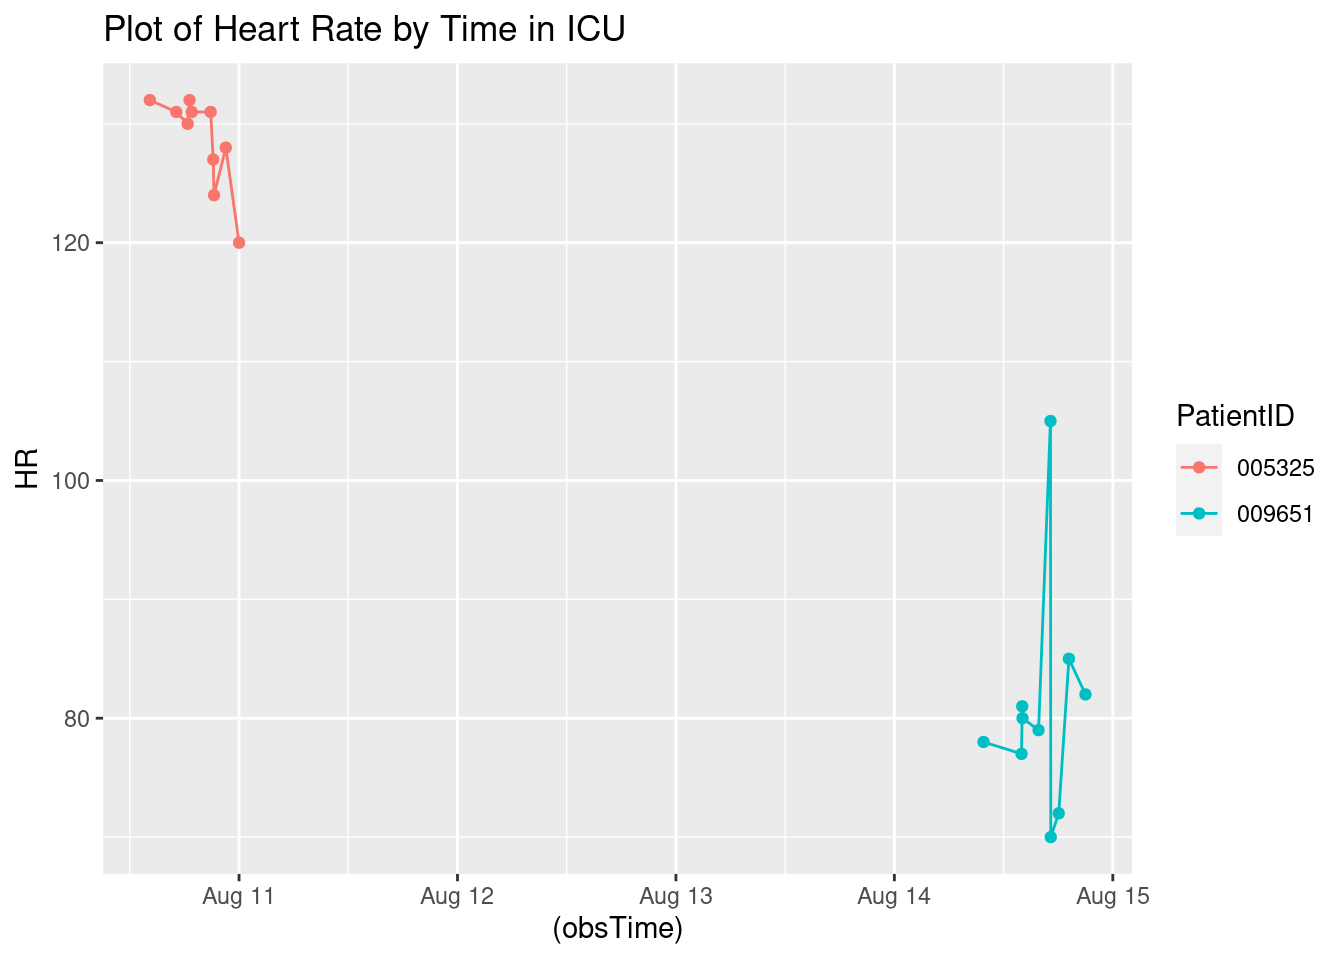 Plot of Heart Rate by Time in ICU
HR
120
100
80
Aug 11
Aug 12
Aug 13
Aug 14
Aug 15
(obsTime)
PatientID
005325
009651